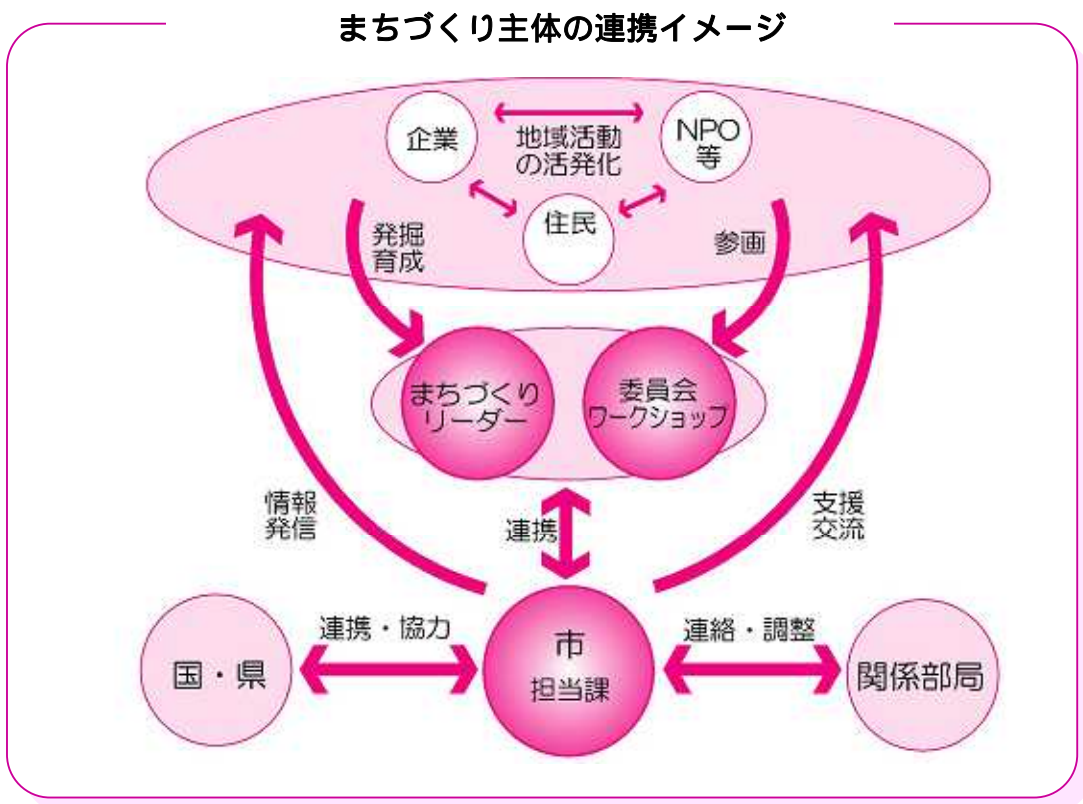 まちづくり主体の連携イメージ
企業
地域活動
の活発化
NPO
等
住民
発掘
育成
参画
まちづくり
リーダー
委員会
ワークショップ
情報
発信
連携
支援
交流
国・県
連携・協力
市
担当課
連絡・調整
関係部局